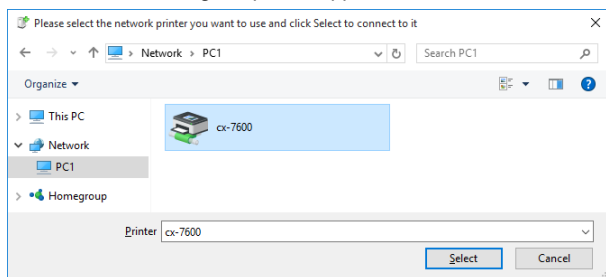 Please select the network printer you want to use and click Select to connect to it
Network > PC1
Search PC1
Organize
?
This PC
cx-7600
Network
PC1
Homegroup
Printer cx-7600
Select Cancel